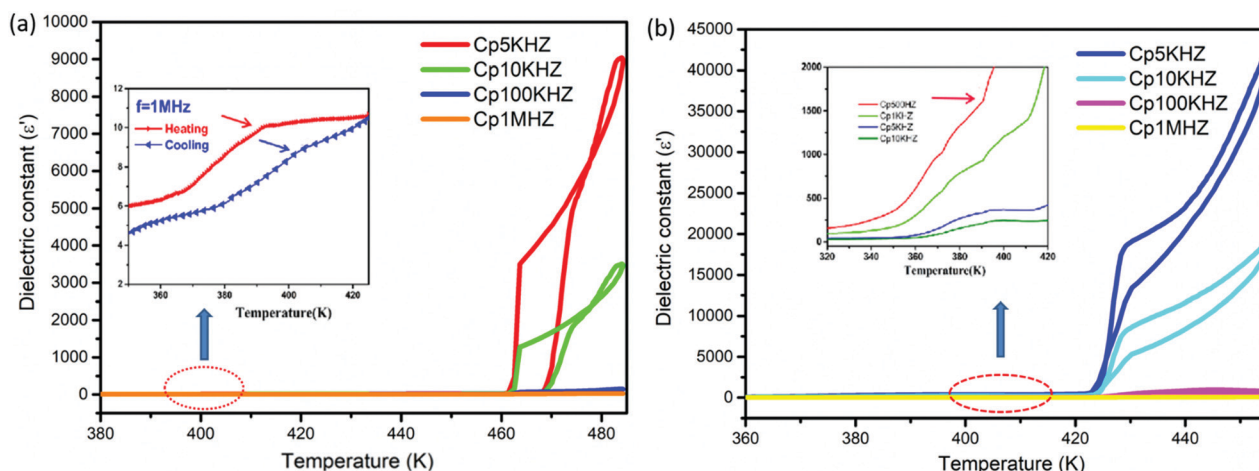 (a)
Dielectric constant (ε')
10000
9000
8000
7000
6000
5000
4000
3000
2000
1000
0
380
400
420
440
460
480
Temperature (K)
Cp5KHZ
Cp10KHZ
Cp100KHZ
Cp1MHZ
12
10
8
6
4
2
f=1MHz
Heating
Cooling
360
380
400
420
Temperature(K)
(b)
Dielectric constant (ε')
45000
40000
35000
30000
25000
20000
15000
10000
5000
0
360
380
400
420
440
Temperature (K)
Cp5KHZ
Cp10KHZ
Cp100KHZ
Cp1MHZ
2000
1500
1000
500
0
Cp500HZ
Cp1KHZ
Cp5KHZ
Cp10KHZ
320
340
360
380
400
420
Temperature(K)